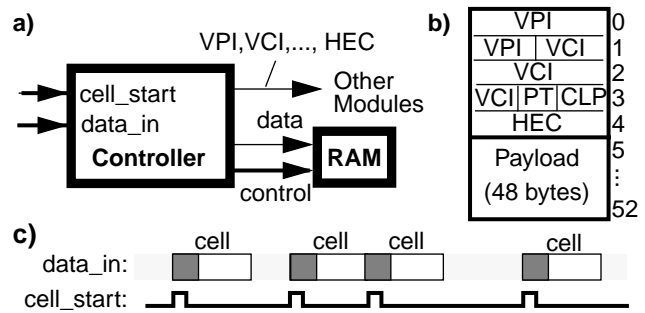 a)
VPI,VCI,..., HEC
cell_start
data_in
Controller
Other
Modules
data
RAM
control
b)
VPI 0
VPI VCI 1
VCI 2
VCI PT CLP 3
HEC 4
Payload 5
(48 bytes) ⋮
52
c)
cell cell cell cell
data_in:
cell_start: